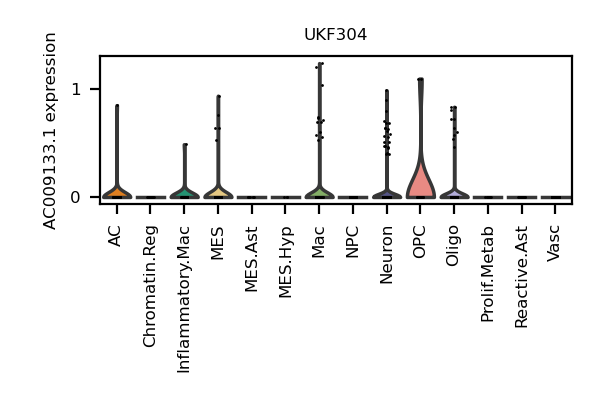 UKF304
AC009133.1 expression
1
0
AC
Chromatin.Reg
Inflammatory.Mac
MES
MES.Ast
MES.Hyp
Mac
NPC
Neuron
OPC
Oligo
Prolif.Metab
Reactive.Ast
Vasc